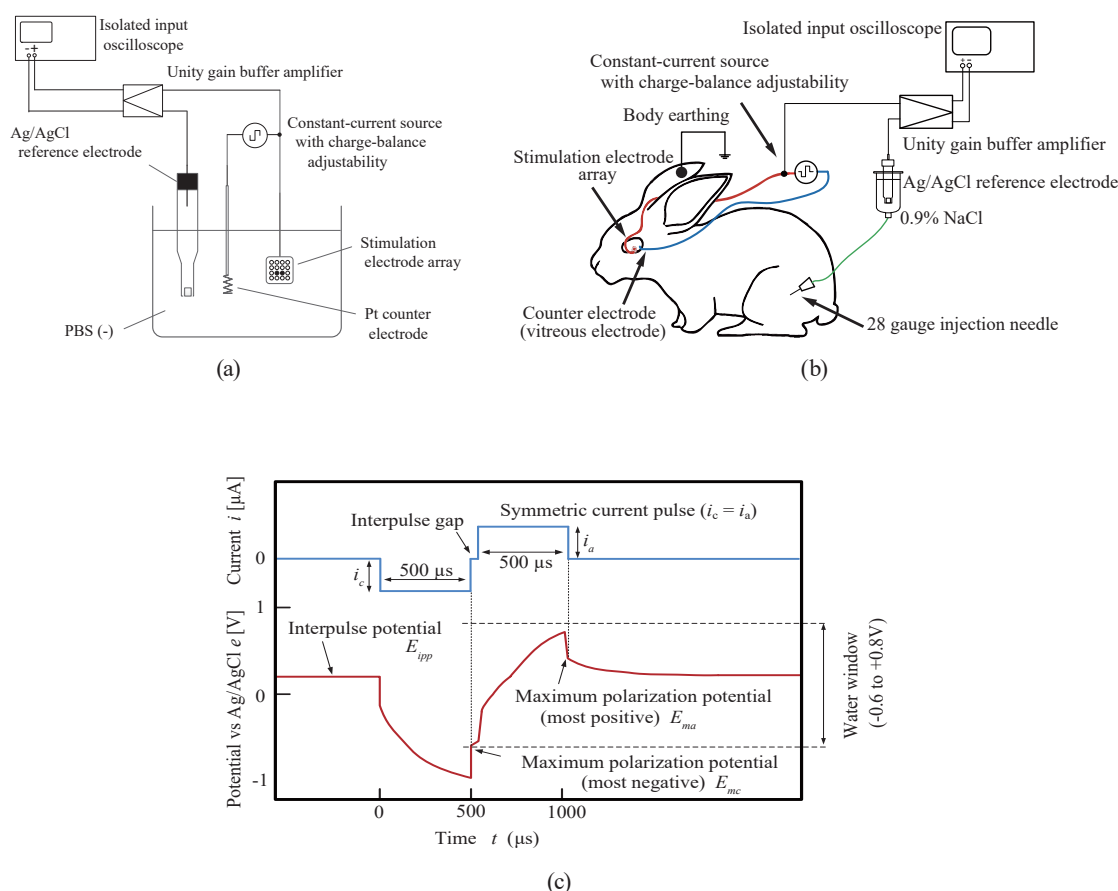 Isolated input
oscilloscope
- +
Unity gain buffer amplifier
Ag/AgCl
reference electrode
Constant-current source
with charge-balance
adjustability
Stimulation
electrode array
Pt counter
electrode
PBS (-)
(a)
Isolated input
oscilloscope
+ -
Constant-current source
with charge-balance
adjustability
Body earthing
Unity gain buffer amplifier
Stimulation electrode
array
Ag/AgCl reference electrode
0.9% NaCl
Counter electrode
(vitreous electrode)
28 gauge injection needle
(b)
Current i [μA]
Interpulse gap
Symmetric current pulse (ic = ia)
0
ic
500 μs
500 μs
ia
Potential vs Ag/AgCl e [V]
1
Interpulse potential
Eipp
0
Maximum polarization potential
(most positive) Ema
Maximum polarization potential
(most negative) Emc
-1
Water window
(-0.6 to +0.8V)
0
500
1000
Time t (μs)
(c)